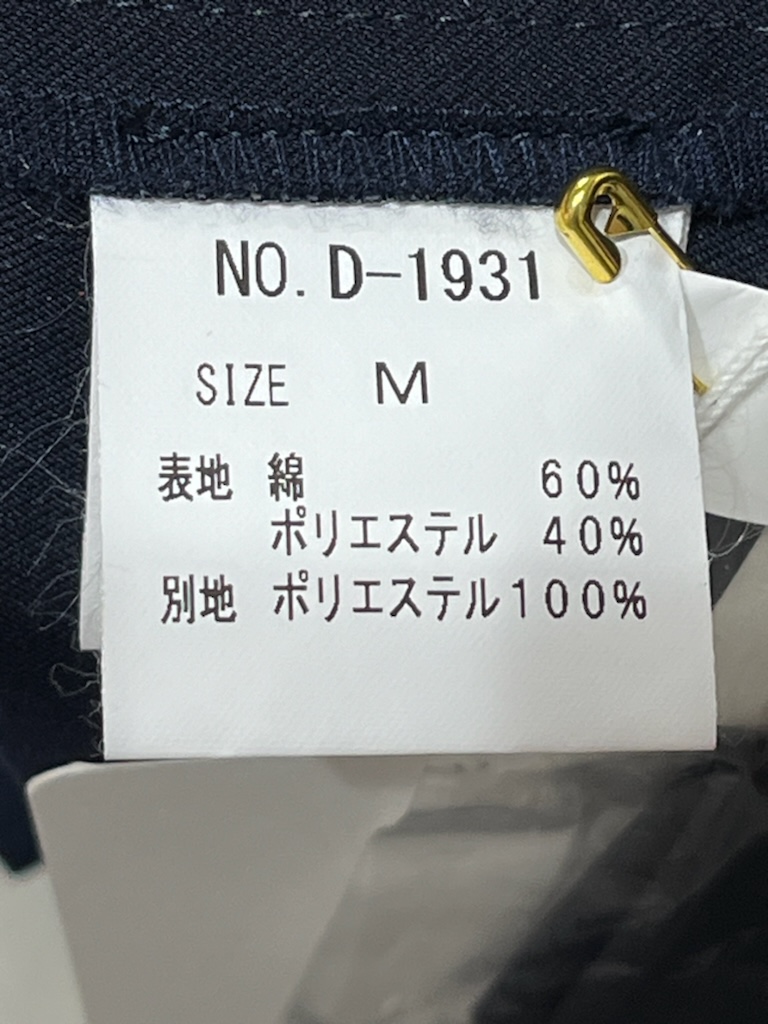 NO. D-1931
SIZE M
表地 綿 60%
ポリエステル 40%
別地 ポリエステル100%